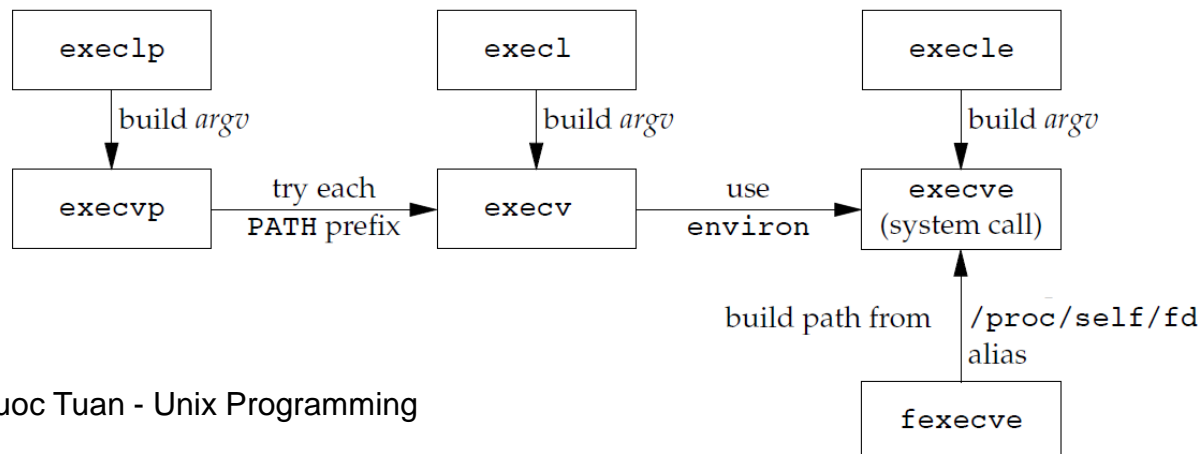 execlp
execl
execle
build argv
build argv
build argv
execvp
try each
PATH prefix
execv
use
environ
execve
(system call)
build path from
/proc/self/fd
alias
fexecve
Tuan - Unix Programming